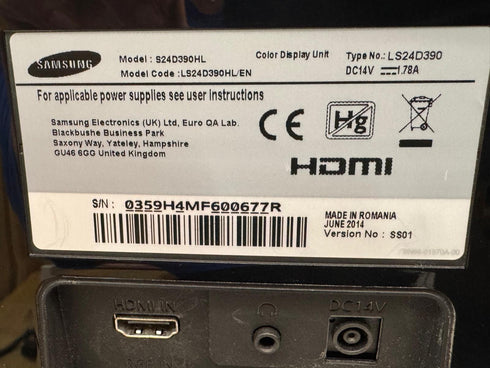 SAMSUNG
Model : S24D390HL
Color Display Unit
Type No.: LS24D390
Model Code :LS24D390HL/EN
DC14V 1.78A
For applicable power supplies see user instructions
Samsung Electronics (UK) Ltd, Euro QA Lab.
Blackbushe Business Park
Saxony Way, Yateley, Hampshire
GU46 6GG United Kingdom
CE
Hg
HDMI
S/N : 0359H4MF600677R
MADE IN ROMANIA
JUNE 2014
Version No : SS01
HDMI IN
DC14V